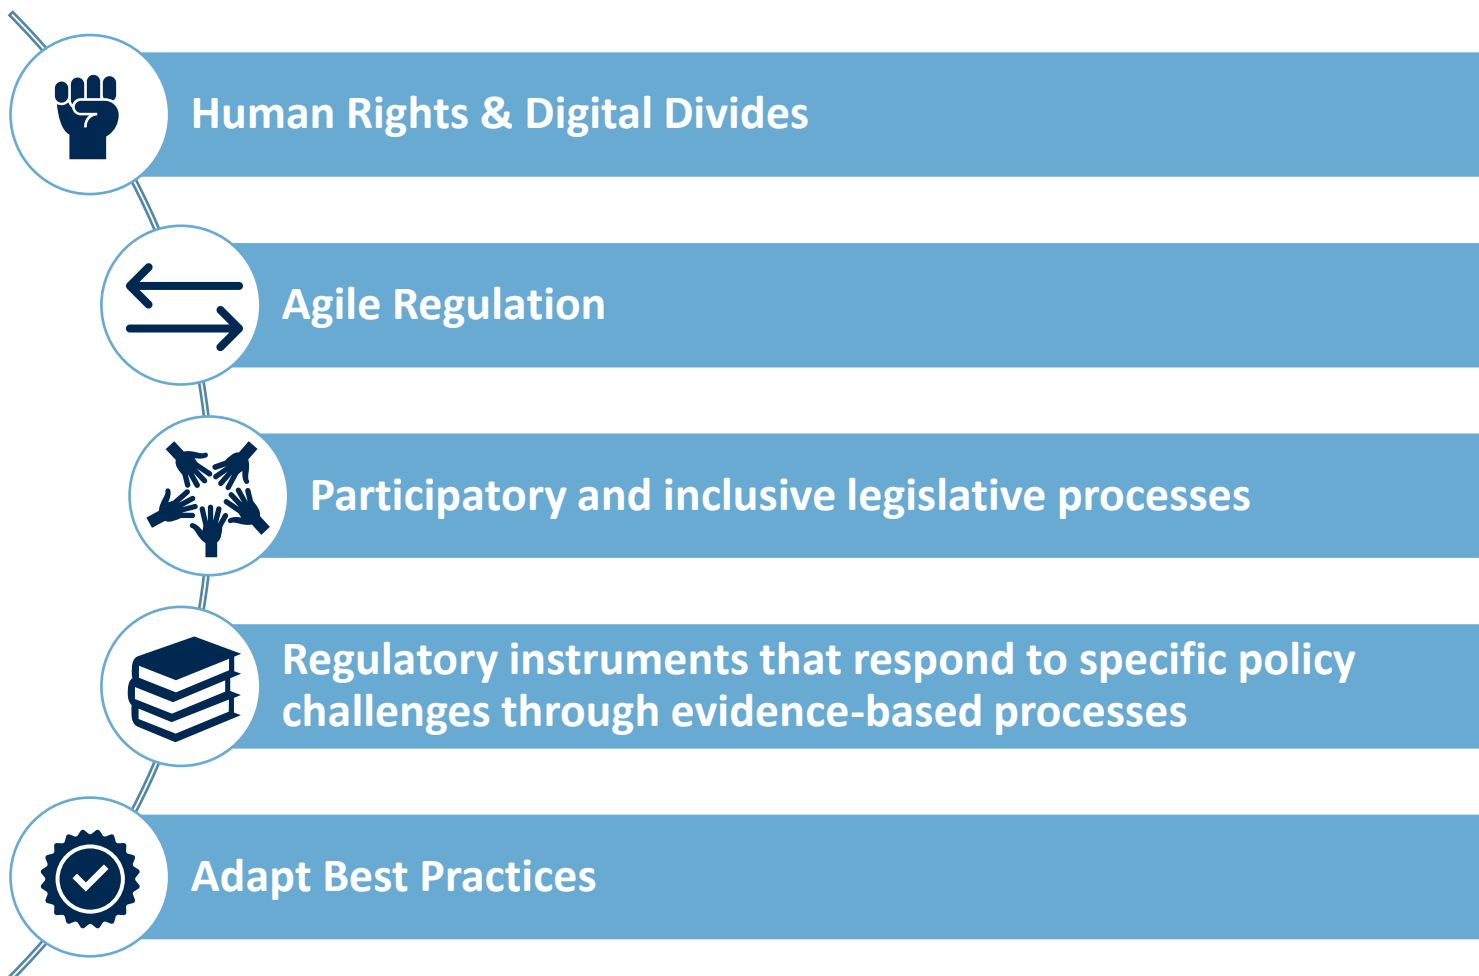 Human Rights & Digital Divides
Agile Regulation
Participatory and inclusive legislative processes
Regulatory instruments that respond to specific policy
challenges through evidence-based processes
Adapt Best Practices